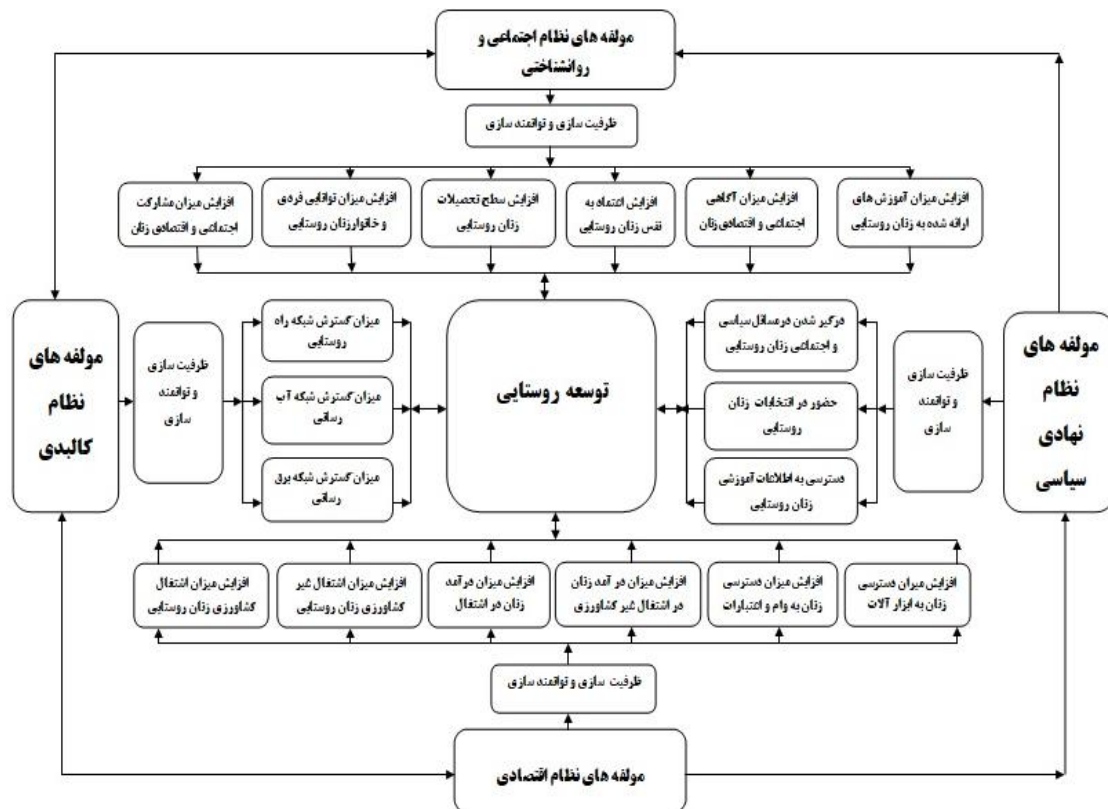 مولفه های نظام اجتماعی و
روانشناختی
ظرفیت سازی و توانمند سازی
افزایش میزان آموزش های
ارائه شده به زنان روستایی
افزایش میزان آگاهی
اجتماعی و اقتصادی زنان
افزایش اعتماد به
نفس زنان روستایی
افزایش سطح تحصیلات
زنان روستایی
افزایش میزان توانایی فردی
و خانوارزنان روستایی
افزایش میزان مشارکت
اجتماعی و اقتصادی زنان
مولفه های
نظام
نهادی
سیاسی
ظرفیت سازی
و توانمند
سازی
درگیر شدن درمسائل سیاسی
و اجتماعی زنان روستایی
حضور در انتخابات زنان
روستایی
دسترسی به اطلاعات آموزشی
زنان روستایی
توسعه روستایی
میزان گسترش شبکه راه
روستایی
میزان گسترش شبکه آب
رسانی
میزان گسترش شبکه برق
رسانی
ظرفیت سازی
و توانمند
سازی
مولفه های
نظام
کالبدی
افزایش میزان دسترسی
زنان به ابزار آلات
افزایش میزان دسترسی
زنان به وام و اعتبارات
افزایش میزان در آمد زنان
در اشتغال غیر کشاورزی
افزایش میزان درآمد
زنان در اشتغال
افزایش میزان اشتغال غیر
کشاورزی زنان روستایی
افزایش میزان اشتغال
کشاورزی زنان روستایی
ظرفیت سازی و توانمند سازی
مولفه های نظام اقتصادی